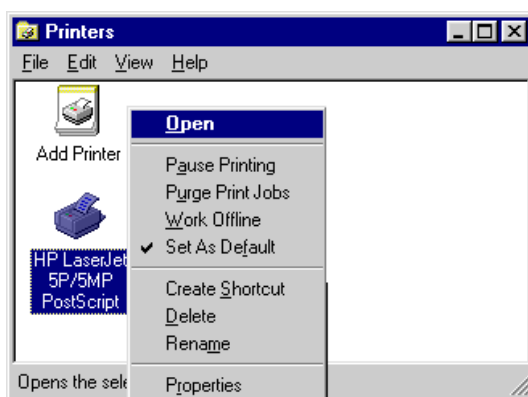 Printers
File Edit View Help
Add Printer
HP LaserJet
5P/5MP
PostScript
Open
Pause Printing
Purge Print Jobs
Work Offline
Set As Default
Create Shortcut
Delete
Rename
Properties
Opens the sele